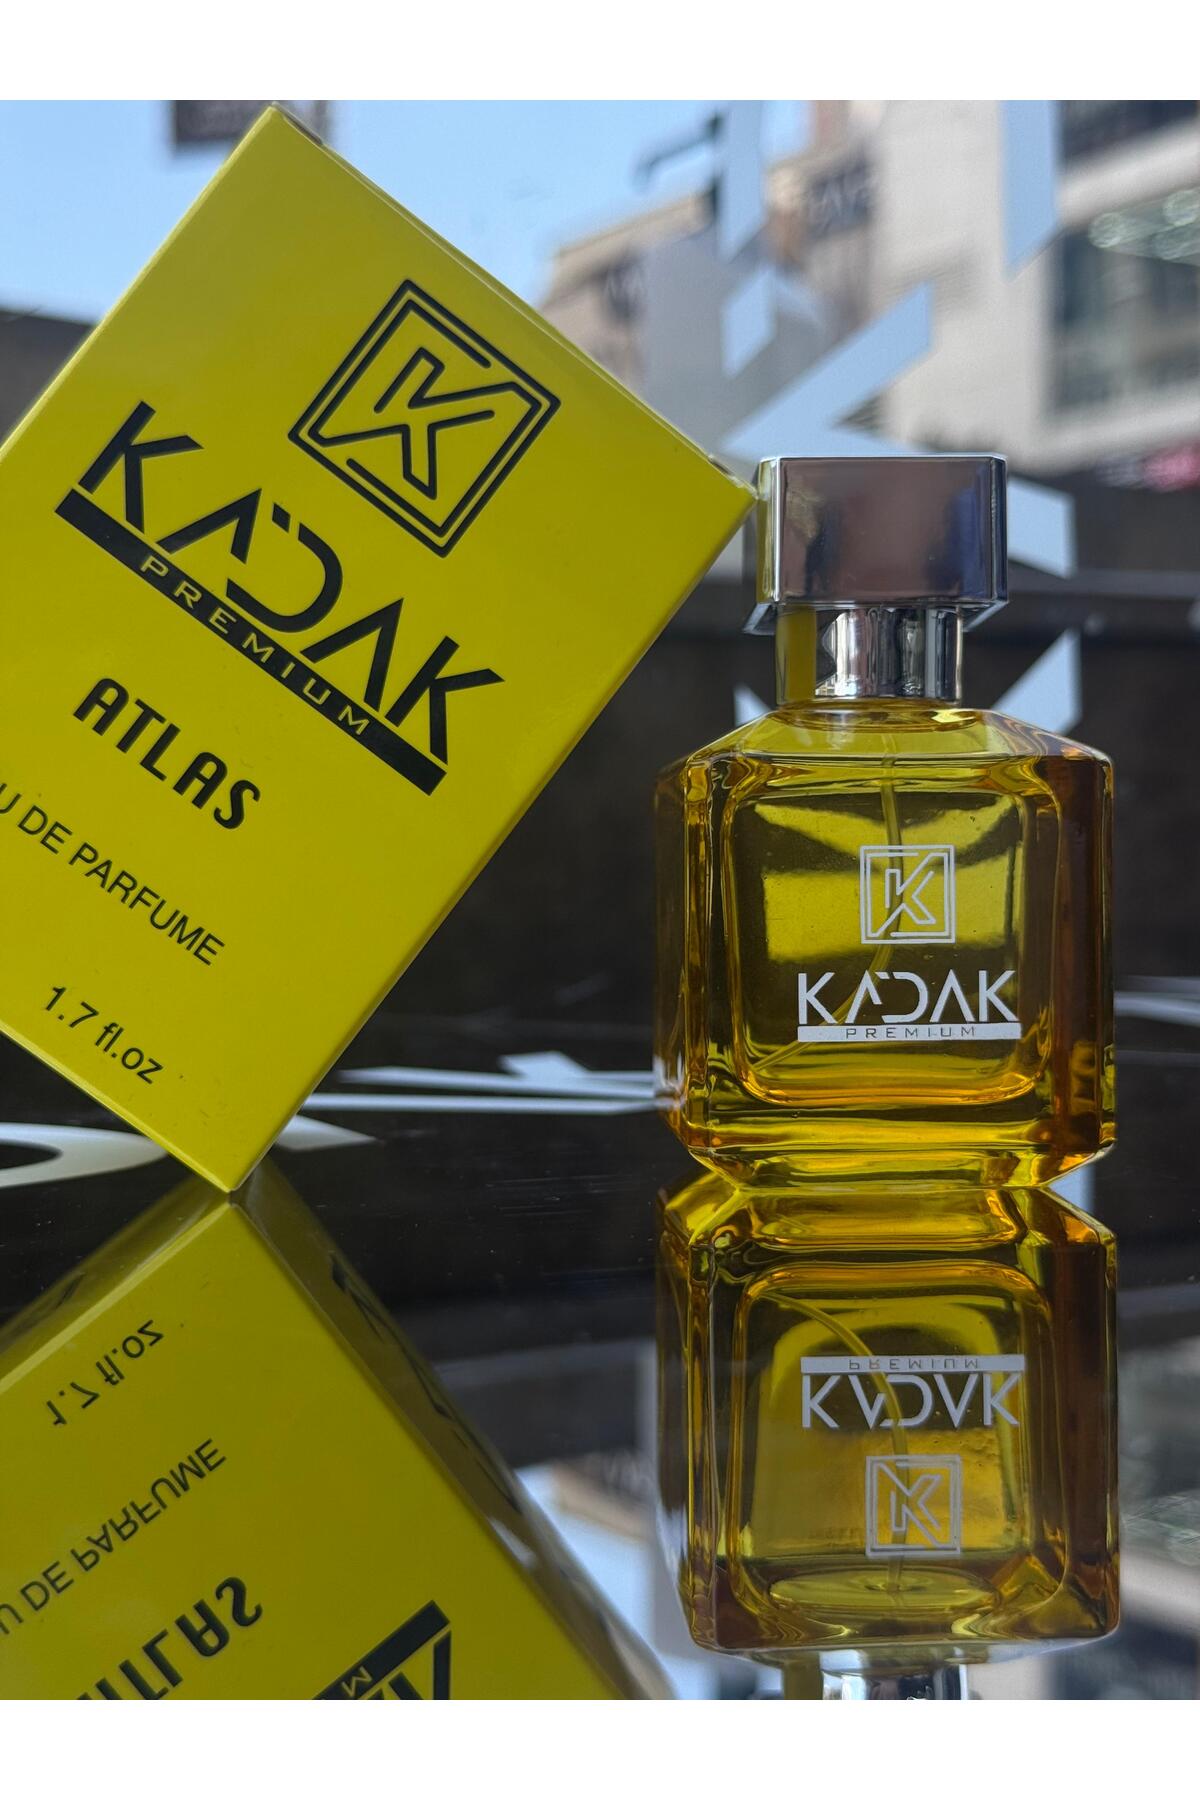 K
KADAK
PREMIUM
ATLAS
U DE PARFUME
1.7 fl.oz
K
KADAK
PREMIUM